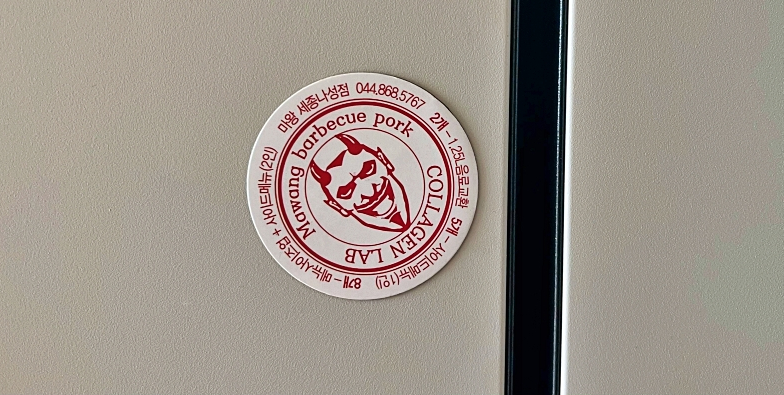 마왕 세종나성점 044.868.5767
2개 - 1.25L음료교환
5개 - 사이드메뉴(1인)
8개 - 메뉴사이즈업 + 사이드메뉴(2인)
Mawang barbecue pork
COLLAGEN LAB